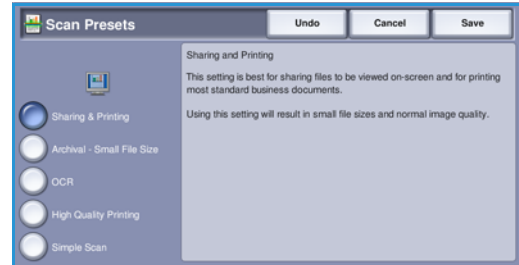 Scan Presets
Undo
Cancel
Save
Sharing and Printing
This setting is best for sharing files to be viewed on-screen and for printing
most standard business documents.
Using this setting will result in small file sizes and normal image quality.
Sharing & Printing
Archival - Small File Size
OCR
High Quality Printing
Simple Scan